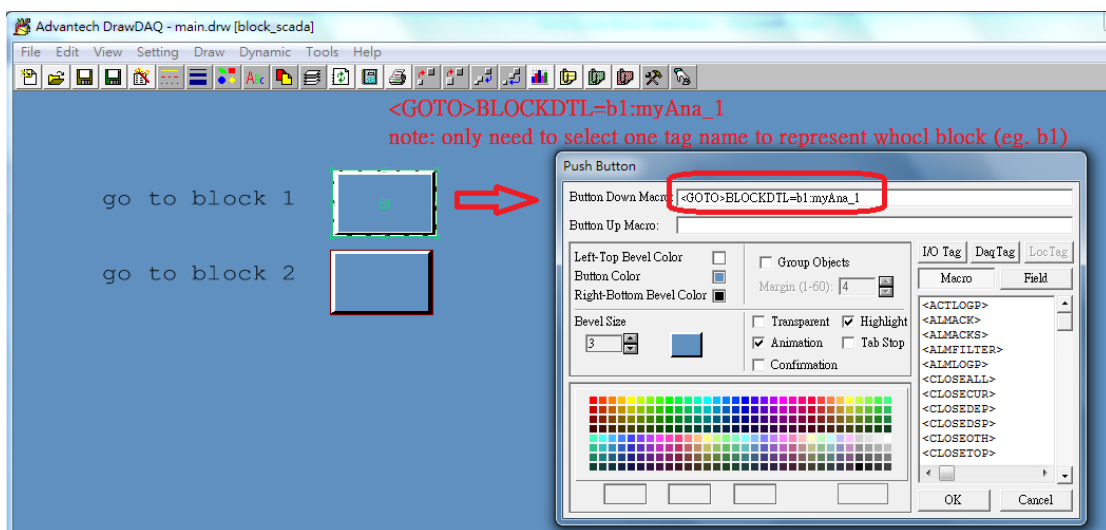 Advantech DrawDAQ - main.drw [block_scada]
File Edit View Setting Draw Dynamic Tools Help
<GOTO>BLOCKDTL=b1:myAna_1
note: only need to select one tag name to represent whocl block (eg. b1)
go to block 1
go to block 2
Push Button
Button Down Macro: <GOTO>BLOCKDTL=b1:myAna_1
Button Up Macro:
Left-Top Bevel Color
Button Color
Right-Bottom Bevel Color
Group Objects
Margin (1-60): 4
Bevel Size
3
Transparent Highlight
Animation Tab Stop
Confirmation
I/O Tag DaqTag LocTag
Macro Field
<ACTLOGP>
<ALMACK>
<ALMACKS>
<ALMFILTER>
<ALMLOGP>
<CLOSEALL>
<CLOSECUR>
<CLOSEDEP>
<CLOSEDSP>
<CLOSEOTH>
<CLOSETOP>
OK Cancel